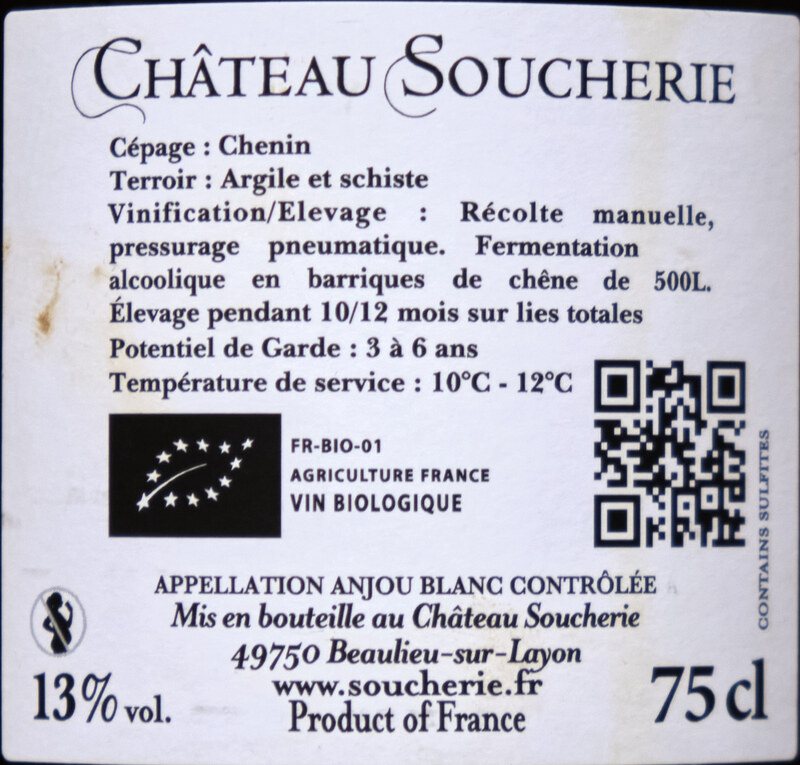 CHÂTEAU SOUCHERIE
Cépage : Chenin
Terroir : Argile et schiste
Vinification/Elevage : Récolte manuelle,
pressurage pneumatique. Fermentation
alcoolique en barriques de chêne de 500L.
Élevage pendant 10/12 mois sur lies totales
Potentiel de Garde : 3 à 6 ans
Température de service : 10°C - 12°C
FR-BIO-01
AGRICULTURE FRANCE
VIN BIOLOGIQUE
CONTAINS SULFITES
APPELLATION ANJOU BLANC CONTRÔLÉE
Mis en bouteille au Château Soucherie
49750 Beaulieu-sur-Layon
www.soucherie.fr
Product of France
13% vol.
75 cl